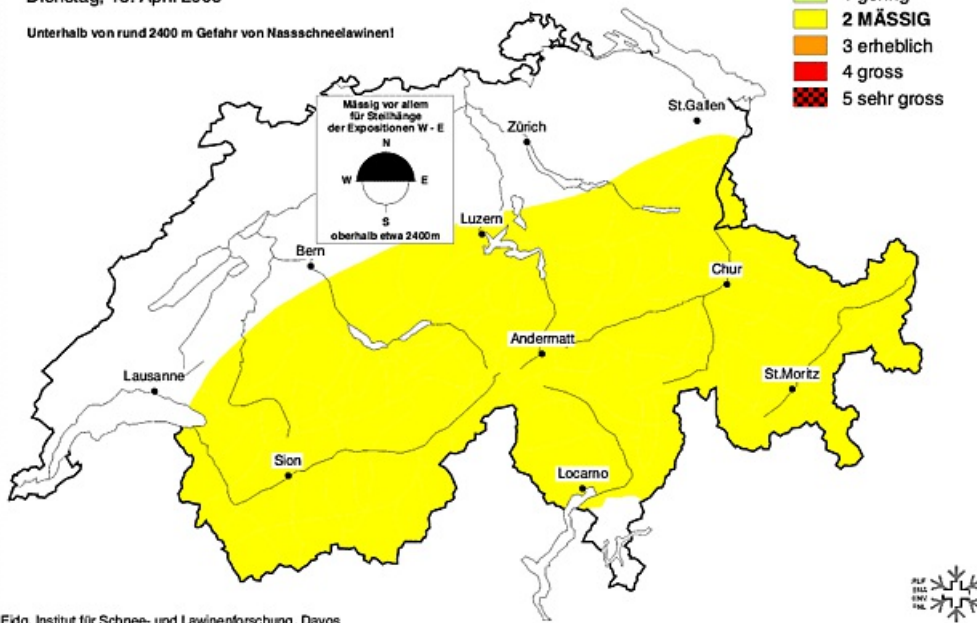 Unterhalb von rund 2400 m Gefahr von Nassschneelawinen!
2 MÄSSIG
3 erheblich
4 gross
5 sehr gross
Mässig vor allem
für Steilhänge
der Expositionen W - E
N
W E
S
oberhalb etwa 2400m
St.Gallen
Zürich
Luzern
Bern
Chur
Andermatt
Lausanne
St.Moritz
Sion
Locarno
SLF
Eidg. Institut für Schnee- und Lawinenforschung, Davos